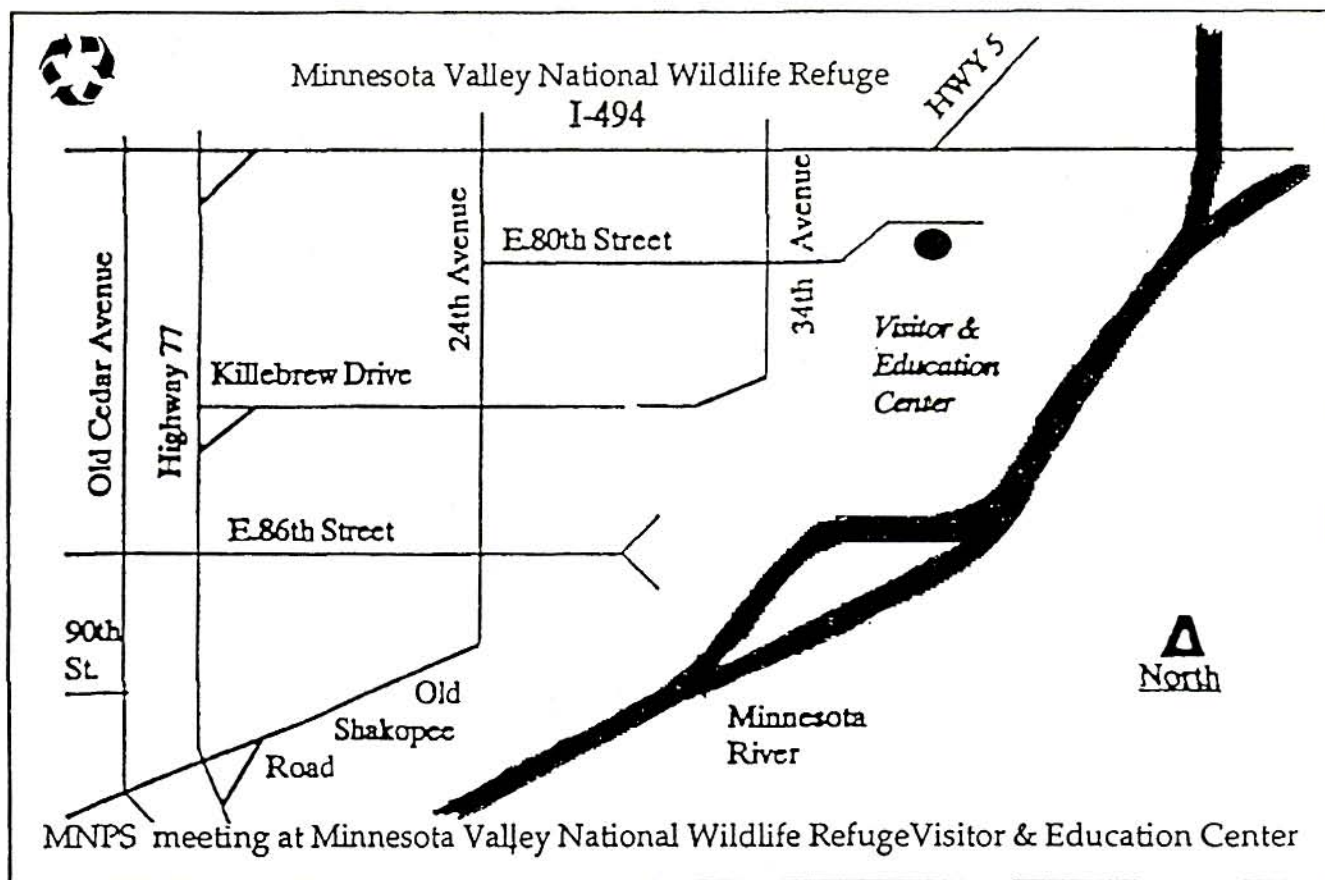 Minnesota Valley National Wildlife Refuge
I-494
HWY 5
Old Cedar Avenue
Highway 77
24th Avenue
34th Avenue
E.80th Street
Visitor &
Education
Center
Killebrew Drive
E.86th Street
90th
St.
Old
Shakopee
Road
Minnesota
River
North
MNPS meeting at Minnesota Valley National Wildlife RefugeVisitor & Education Center